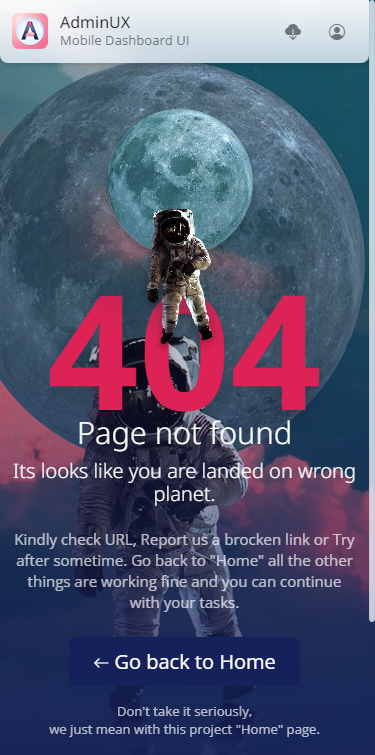 AdminUX
Mobile Dashboard UI
404
Page not found
Its looks like you are landed on wrong
planet.
Kindly check URL, Report us a brocken link or Try
after sometime. Go back to "Home" all the other
things are working fine and you can continue
with your tasks.
← Go back to Home
Don't take it seriously,
we just mean with this project "Home" page.